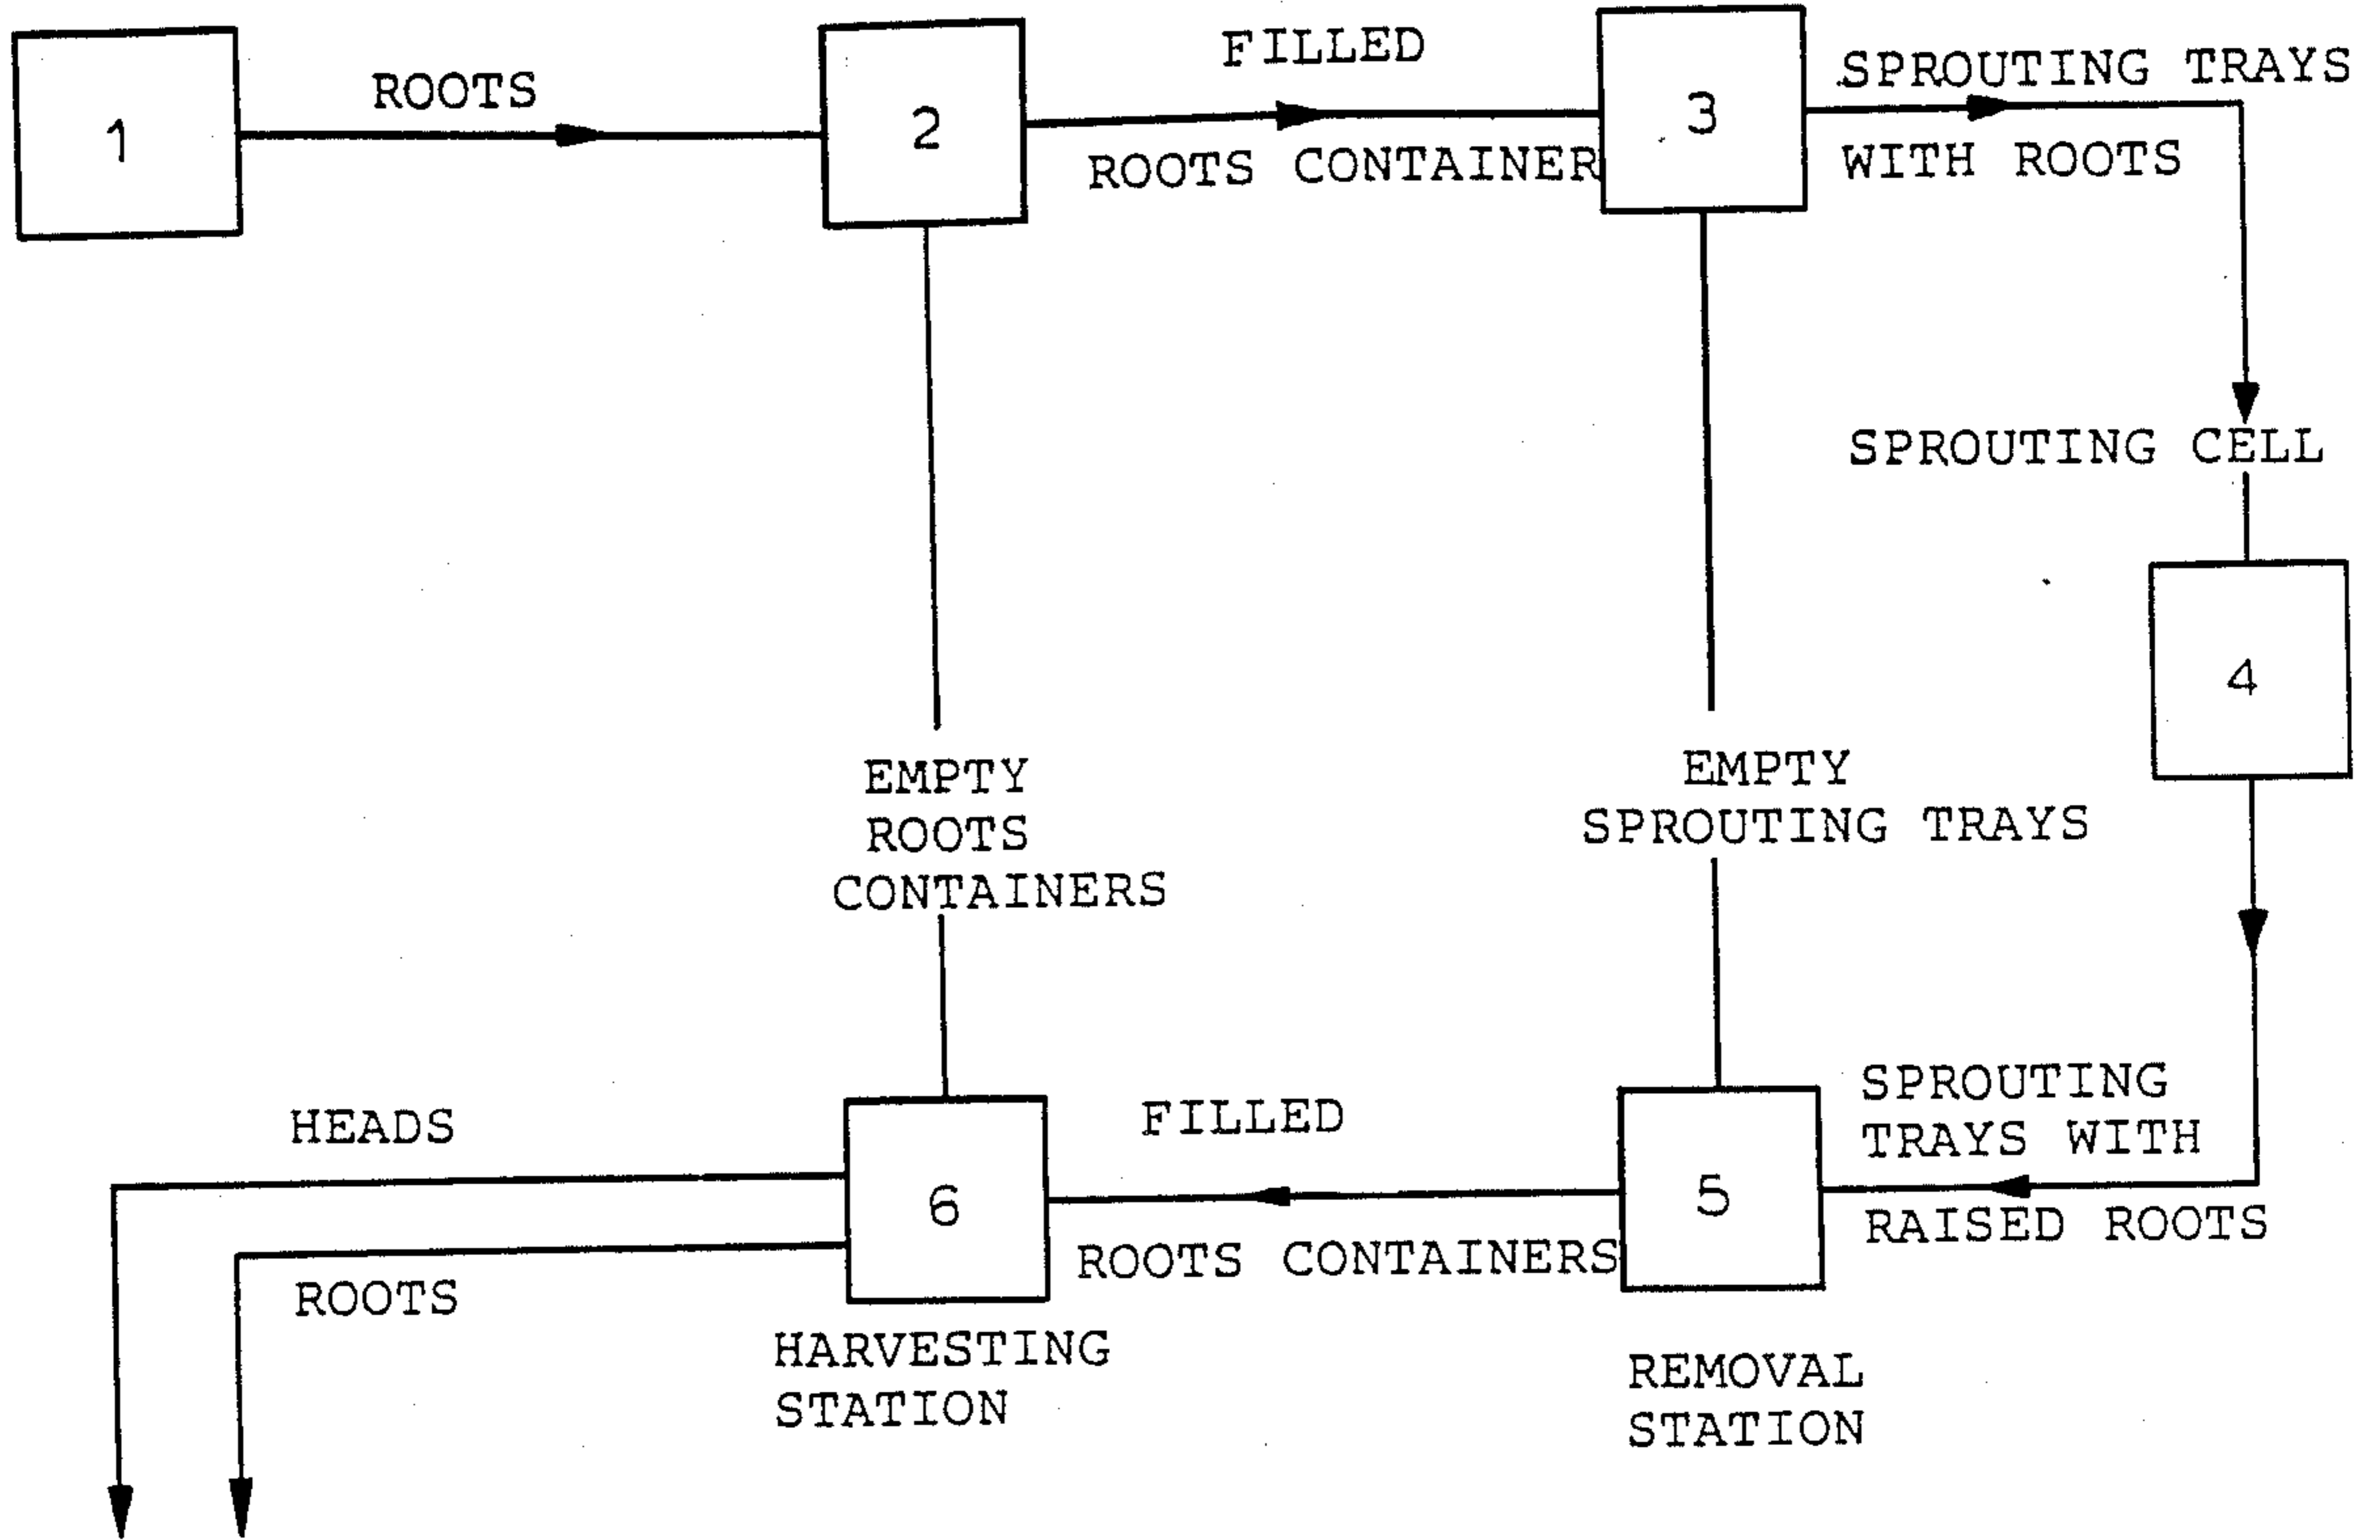 1
ROOTS
2
FILLED
ROOTS CONTAINER
3
SPROUTING TRAYS
WITH ROOTS
SPROUTING CELL
4
EMPTY
ROOTS
CONTAINERS
EMPTY
SPROUTING TRAYS
HEADS
ROOTS
6
HARVESTING
STATION
FILLED
ROOTS CONTAINERS
5
REMOVAL
STATION
SPROUTING
TRAYS WITH
RAISED ROOTS